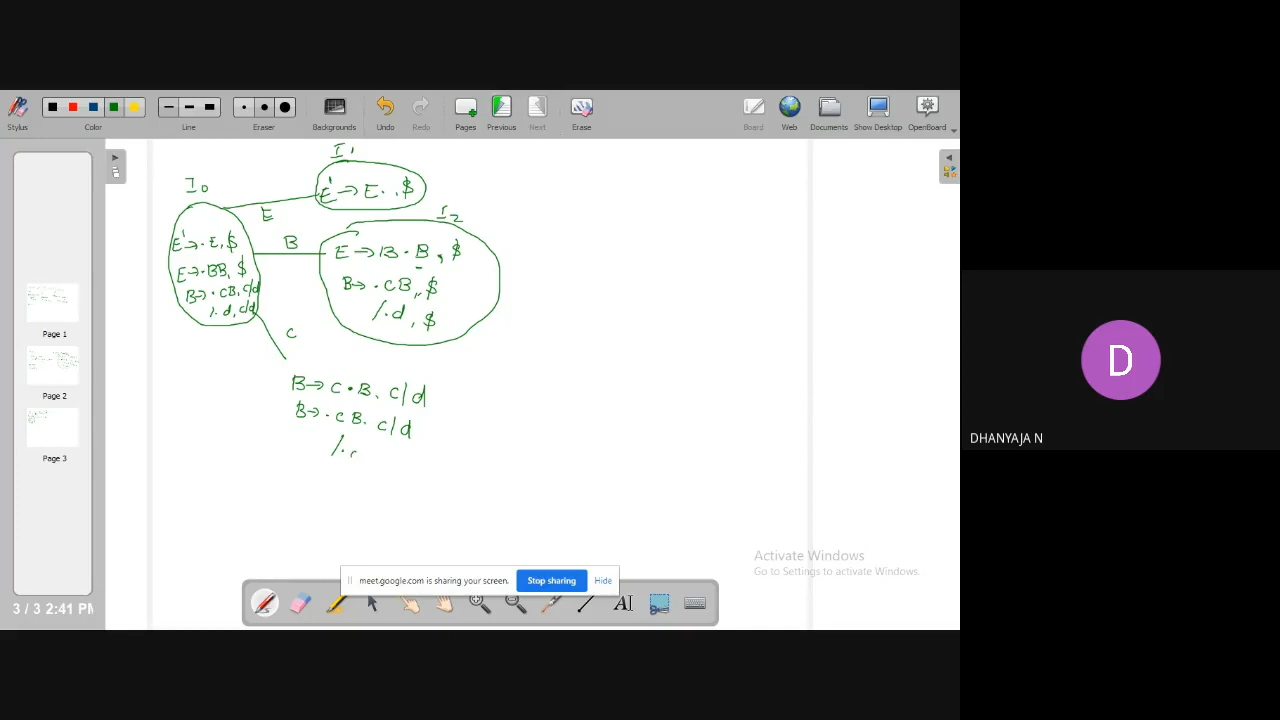 Stylus
Color
Line
Eraser
Backgrounds
Undo
Redo
Pages
Previous
Next
Erase
Board
Web
Documents
Show Desktop
OpenBoard
I1
E' → E·, $
I0
E
I2
B
E' → ·E, $
E → ·BB, $
B → ·cB, c/d
/·d, c/d
E → B·B, $
B → ·cB, $
/·d, $
C
B → c·B, c/d
B → ·cB, c/d
/·
Page 1
Page 2
Page 3
3 / 3 2:41 PM
Activate Windows
Go to Settings to activate Windows.
meet.google.com is sharing your screen.
Stop sharing
Hide
D
DHANYAJA N